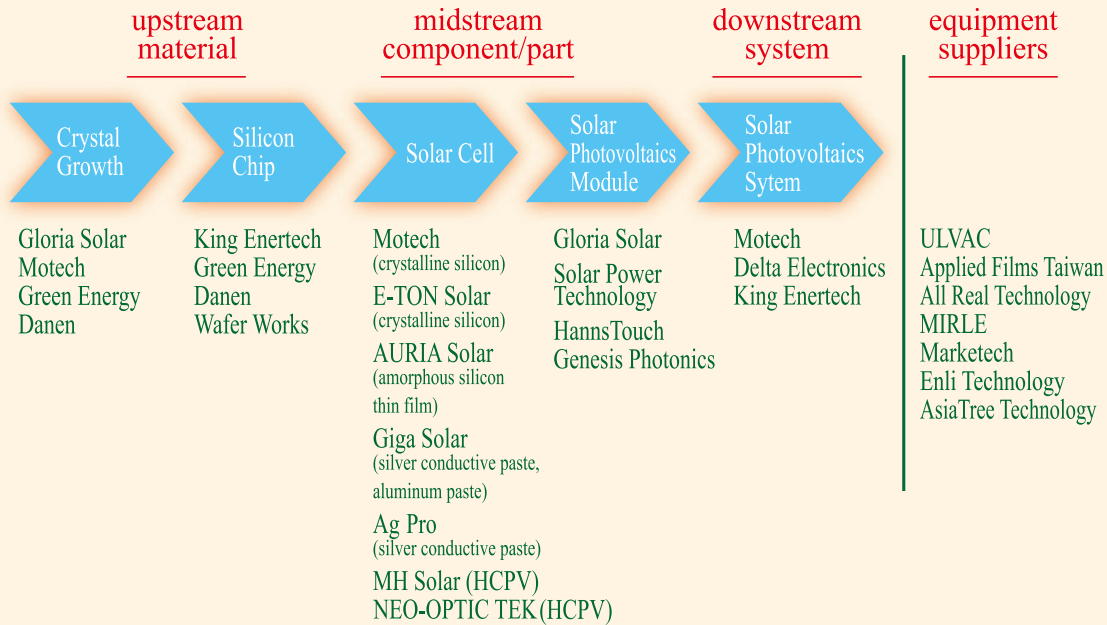 upstream
material
midstream
component/part
downstream
system
equipment
suppliers
Crystal
Growth
Silicon
Chip
Solar Cell
Solar
Photovoltaics
Module
Solar
Photovoltaics
Sytem
Gloria Solar
Motech
Green Energy
Danen
King Enertech
Green Energy
Danen
Wafer Works
Motech
(crystalline silicon)
E-TON Solar
(crystalline silicon)
AURIA Solar
(amorphous silicon
thin film)
Giga Solar
(silver conductive paste,
aluminum paste)
Ag Pro
(silver conductive paste)
MH Solar (HCPV)
NEO-OPTIC TEK (HCPV)
Gloria Solar
Solar Power
Technology
HannsTouch
Genesis Photonics
Motech
Delta Electronics
King Enertech
ULVAC
Applied Films Taiwan
All Real Technology
MIRLE
Marketech
Enli Technology
AsiaTree Technology